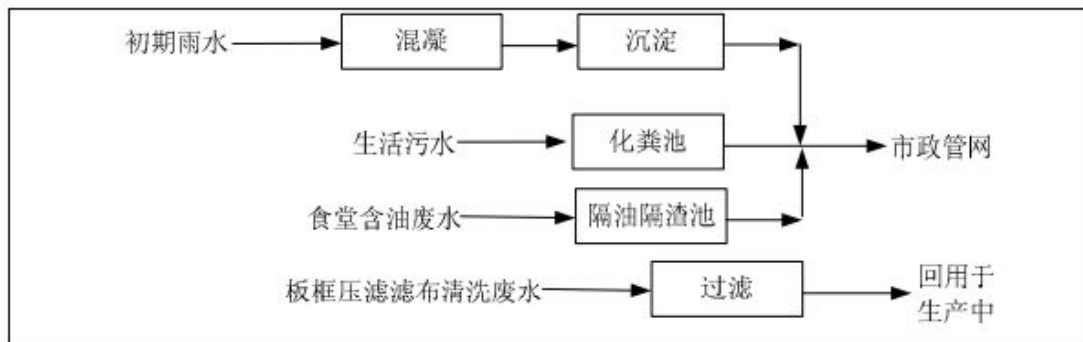 初期雨水
混凝
沉淀
生活污水
化粪池
市政管网
食堂含油废水
隔油隔渣池
板框压滤滤布清洗废水
过滤
回用于
生产中